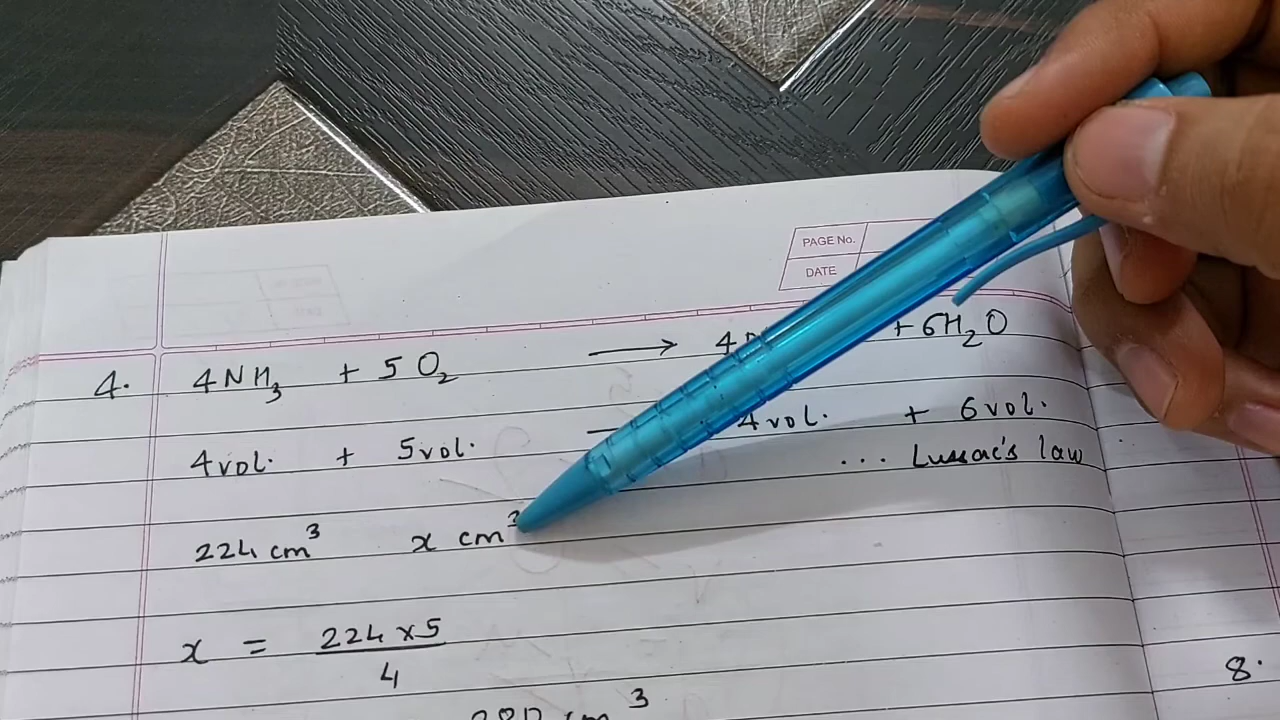 PAGE No.
DATE
4. 4NH₃ + 5O₂ → 4 + 6H₂O
4vol. + 5vol. 4vol. + 6vol.
... Lussac's law
224 cm³ x cm³
x = 224 × 5 / 4
cm³
8.